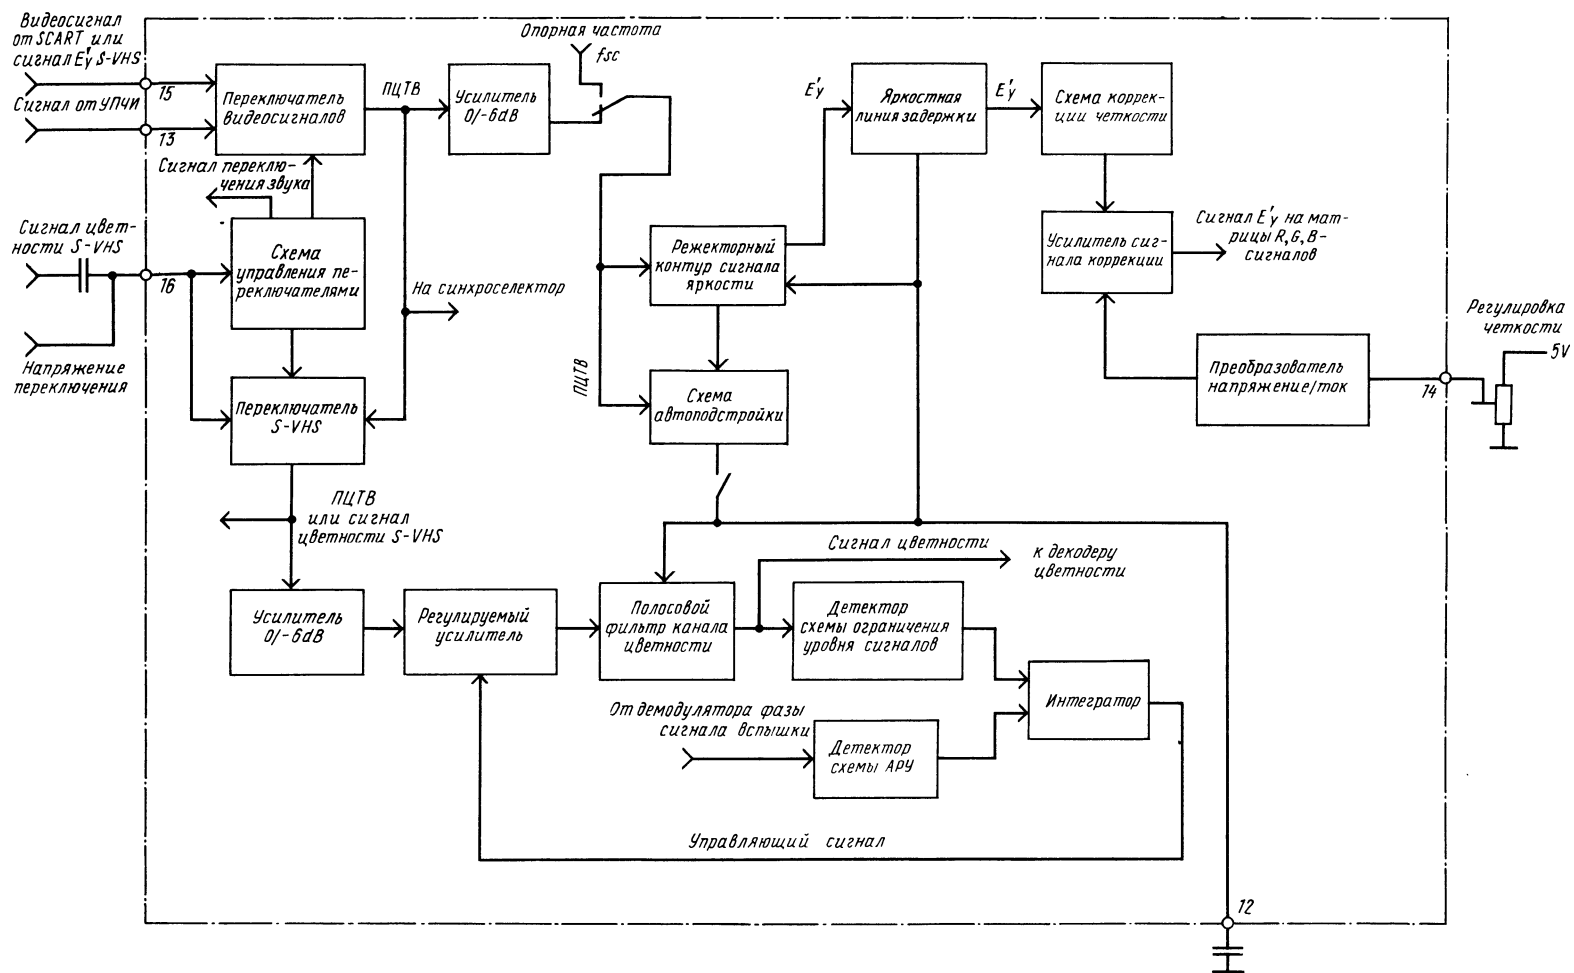 Видеосигнал
от SCART или
сигнал E'y S-VHS
15
Сигнал от УПЧИ
13
Переключатель
видеосигналов
ПЦТВ
Усилитель
0/-6dB
Опорная частота
fsc
E'y
Яркостная
линия задержки
E'y
Схема коррек-
ции четкости
Сигнал переклю-
чения звука
Сигнал цвет-
ности S-VHS
16
Схема
управления пе-
реключателями
Напряжение
переключения
На синхроселектор
Переключатель
S-VHS
Режекторный
контур сигнала
яркости
ПЦТВ
Схема
автоподстройки
Усилитель сиг-
нала коррекции
Сигнал E'y на мат-
рицы R,G,B-
сигналов
Преобразователь
напряжение/ток
14
Регулировка
четкости
5V
ПЦТВ
или сигнал
цветности S-VHS
Сигнал цветности
к декодеру
цветности
Усилитель
0/-6dB
Регулируемый
усилитель
Полосовой
фильтр канала
цветности
Детектор
схемы ограничения
уровня сигналов
Интегратор
От демодулятора фазы
сигнала вспышки
Детектор
схемы АРУ
Управляющий сигнал
12